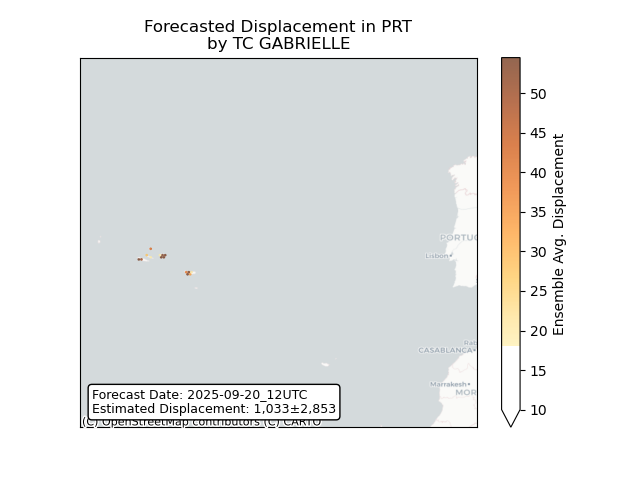 Forecasted Displacement in PRT
by TC GABRIELLE
PORTUG
Lisbon
Rab
CASABLANCA
Marrakesh
MOR
Forecast Date: 2025-09-20_12UTC
Estimated Displacement: 1,033±2,853
(C) OpenStreetMap contributors (C) CARTO
50
45
40
35
30
25
20
15
10
Ensemble Avg. Displacement